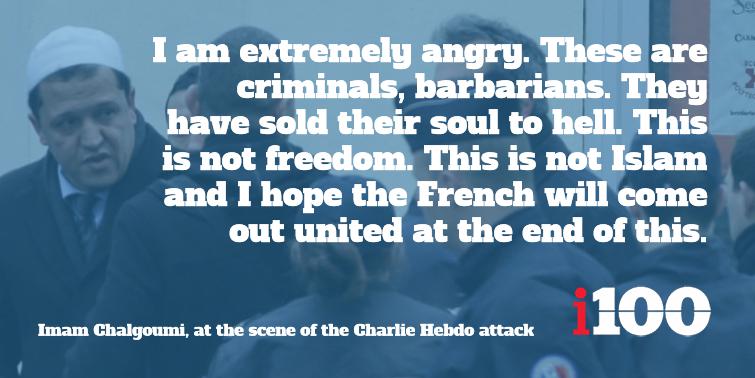 I am extremely angry. These are
criminals, barbarians. They
have sold their soul to hell. This
is not freedom. This is not Islam
and I hope the French will come
out united at the end of this.
i100
Imam Chalgoumi, at the scene of the Charlie Hebdo attack